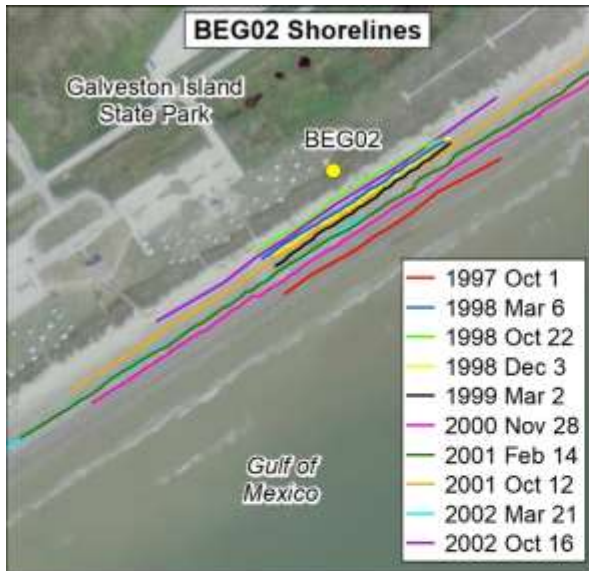 BEG02 Shorelines
Galveston Island
State Park
BEG02
1997 Oct 1
1998 Mar 6
1998 Oct 22
1998 Dec 3
1999 Mar 2
2000 Nov 28
2001 Feb 14
2001 Oct 12
2002 Mar 21
2002 Oct 16
Gulf of
Mexico